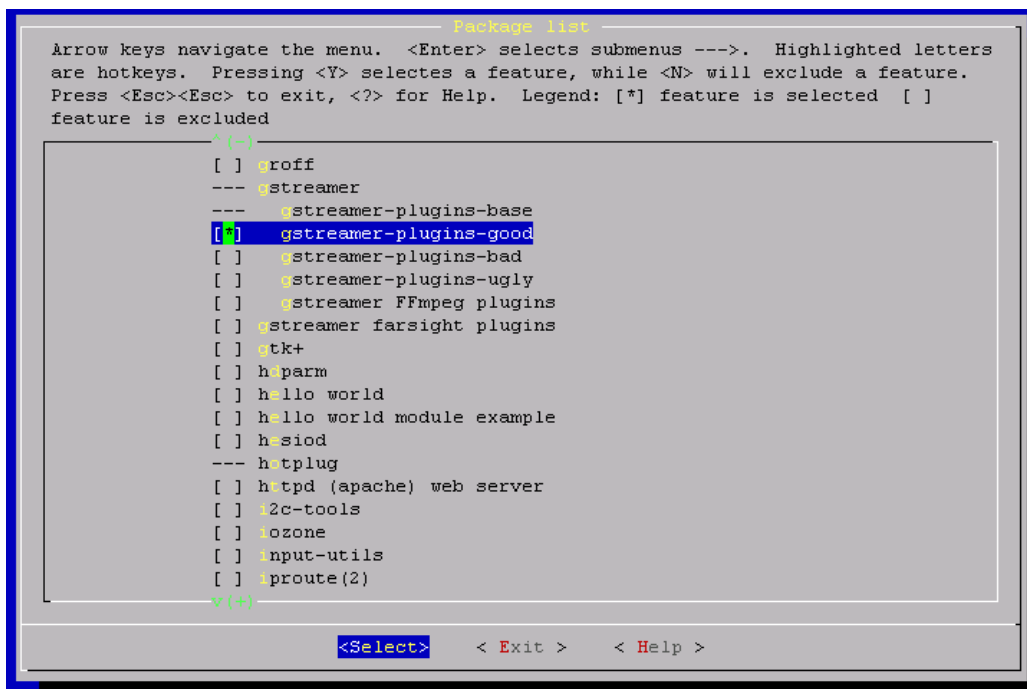 Package list
Arrow keys navigate the menu.  <Enter> selects submenus --->.  Highlighted letters
are hotkeys.  Pressing <Y> selectes a feature, while <N> will exclude a feature.
Press <Esc><Esc> to exit, <?> for Help.  Legend: [*] feature is selected  [ ]
feature is excluded
^(-)
[ ] groff
--- gstreamer
---   gstreamer-plugins-base
[*]   gstreamer-plugins-good
[ ]   gstreamer-plugins-bad
[ ]   gstreamer-plugins-ugly
[ ]   gstreamer FFmpeg plugins
[ ] gstreamer farsight plugins
[ ] gtk+
[ ] hdparm
[ ] hello world
[ ] hello world module example
[ ] hesiod
--- hotplug
[ ] httpd (apache) web server
[ ] i2c-tools
[ ] iozone
[ ] input-utils
[ ] iproute(2)
v(+)
<Select>    < Exit >    < Help >